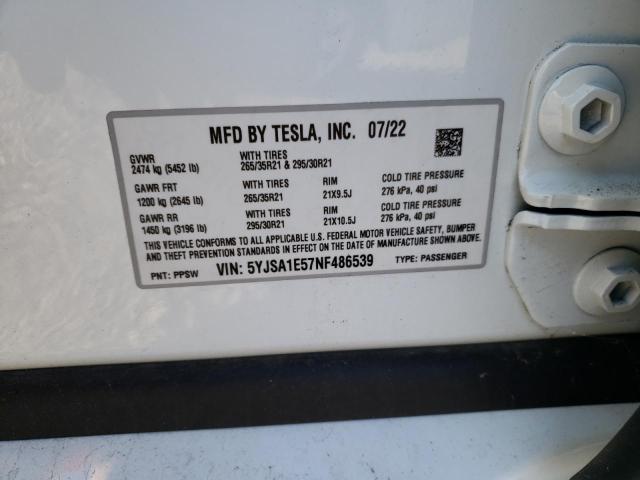 MFD BY TESLA, INC. 07/22
GVWR
2474 kg (5452 lb)
WITH TIRES
265/35R21 & 295/30R21
GAWR FRT
1200 kg (2645 lb)
WITH TIRES
265/35R21
RIM
21X9.5J
COLD TIRE PRESSURE
276 kPa, 40 psi
GAWR RR
1450 kg (3196 lb)
WITH TIRES
295/30R21
RIM
21X10.5J
COLD TIRE PRESSURE
276 kPa, 40 psi
THIS VEHICLE CONFORMS TO ALL APPLICABLE FEDERAL MOTOR VEHICLE SAFETY, BUMPER
AND THEFT PREVENTION STANDARDS IN EFFECT ON THE DATE OF MANUFACTURE SHOWN ABOVE.
PNT: PPSW VIN: 5YJSA1E57NF486539 TYPE: PASSENGER